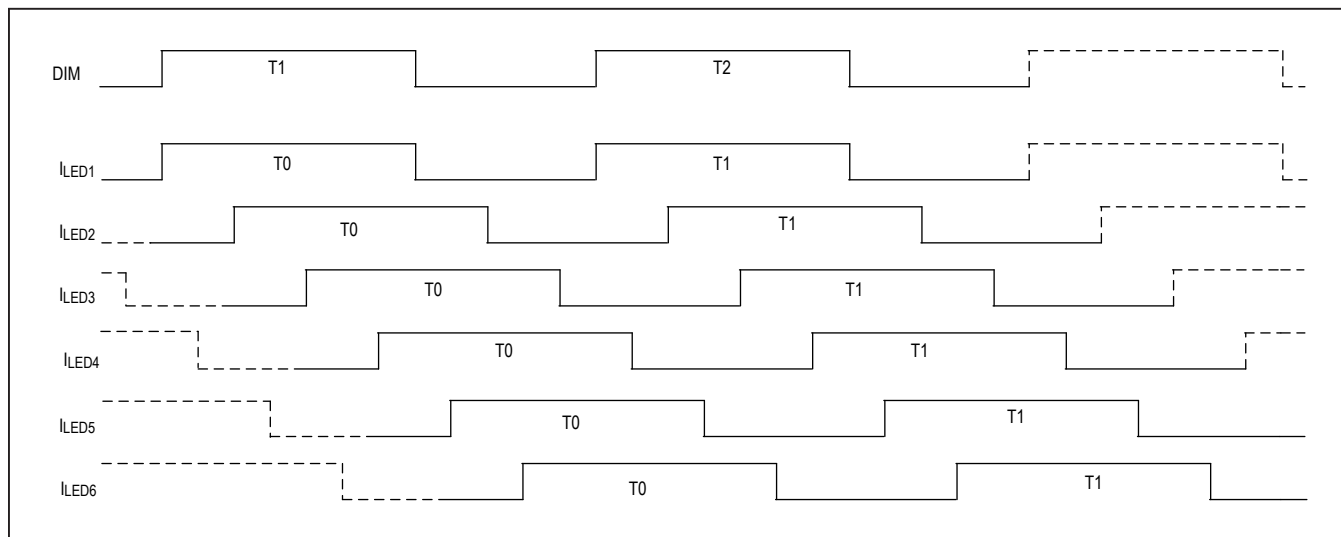 DIM T1 T2
ILED1 T0 T1
ILED2 T0 T1
ILED3 T0 T1
ILED4 T0 T1
ILED5 T0 T1
ILED6 T0 T1